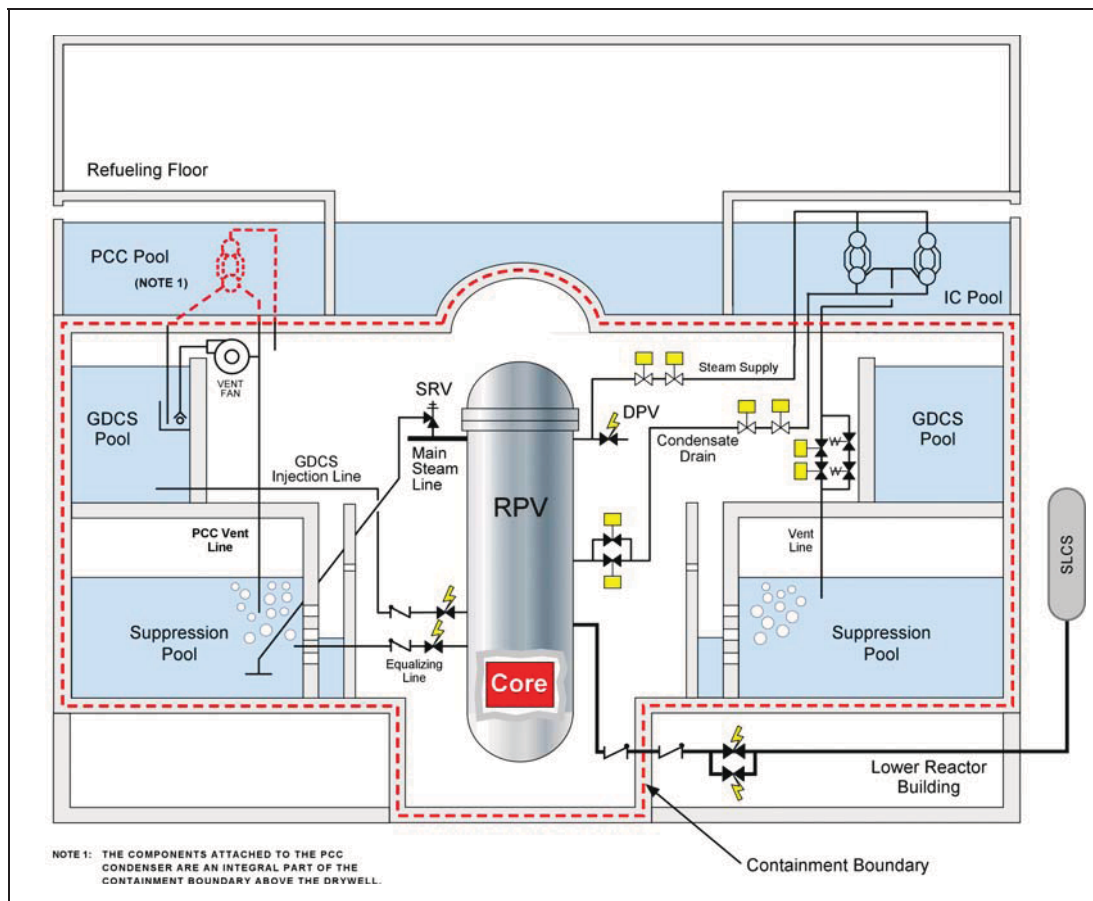 Refueling Floor
PCC Pool
(NOTE 1)
IC Pool
VENT
FAN
SRV
Steam Supply
DPV
GDCS
Pool
GDCS
Injection Line
Main
Steam
Line
Condensate
Drain
GDCS
Pool
RPV
PCC Vent
Line
Vent
Line
SLCS
Suppression
Pool
Equalizing
Line
Suppression
Pool
Core
Lower Reactor
Building
Containment Boundary
NOTE 1: THE COMPONENTS ATTACHED TO THE PCC
CONDENSER ARE AN INTEGRAL PART OF THE
CONTAINMENT BOUNDARY ABOVE THE DRYWELL.